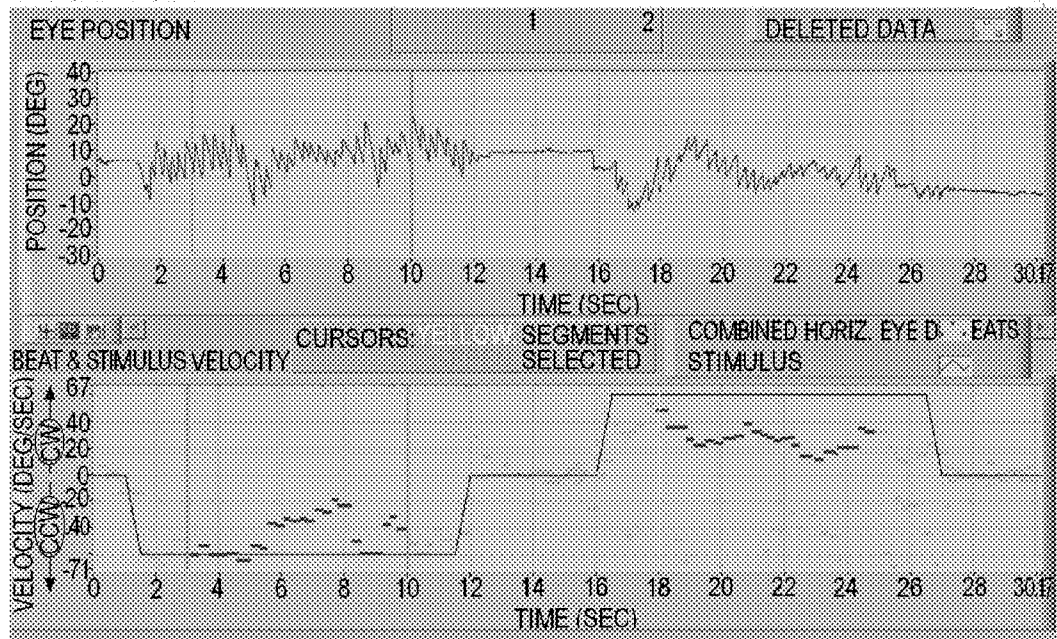 EYE POSITION 1 2 DELETED DATA
POSITION (DEG)
40
30
20
10
0
-10
-20
-30
0 2 4 6 8 10 12 14 16 18 20 22 24 26 28 30.17
TIME (SEC)
CURSORS: YELLOW SEGMENTS SELECTED
COMBINED HORIZ. EYE EATS
STIMULUS
BEAT & STIMULUS VELOCITY
VELOCITY (DEG/SEC)
CCW CW
67
40
20
0
-20
-40
-71
0 2 4 6 8 10 12 14 16 18 20 22 24 26 28 30.17
TIME (SEC)